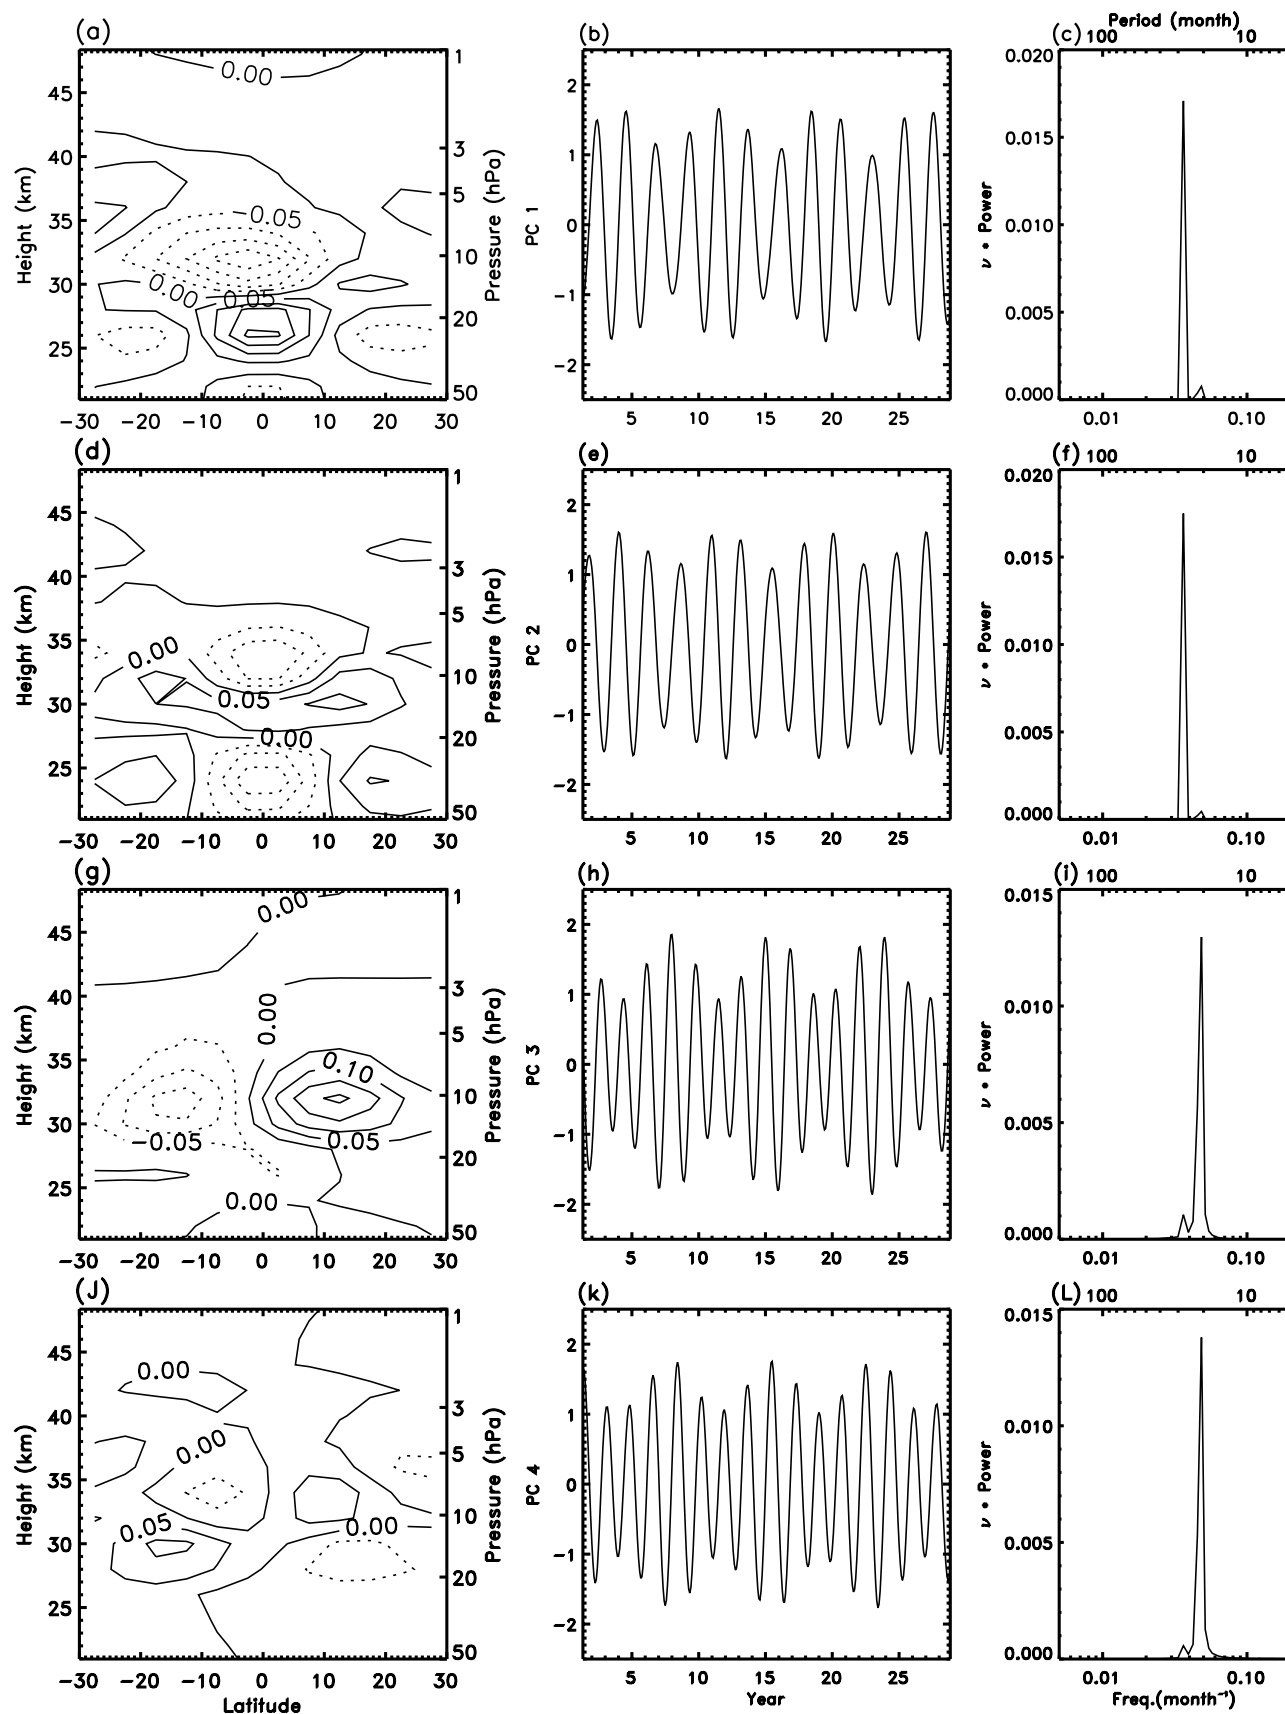 (a)
(b)
Period (month)
(c) 100 10
0.00
1
45
3
40
5
35
0.05
10
30
0.00 0.05
20
25
50
−30 −20 −10 0 10 20 30
Height (km)
Pressure (hPa)
2
1
0
−1
−2
PC 1
5 10 15 20 25
0.020
0.015
0.010
0.005
0.000
ν * Power
0.01 0.10
(d)
(e)
(f) 100 10
1
45
3
40
5
35
0.00
10
0.05
30
0.00
20
25
50
−30 −20 −10 0 10 20 30
Height (km)
Pressure (hPa)
2
1
0
−1
−2
PC 2
5 10 15 20 25
0.020
0.015
0.010
0.005
0.000
ν * Power
0.01 0.10
(g)
(h)
(i) 100 10
0.00
1
45
3
40
0.00
5
35
0.10
10
30
−0.05 0.05
20
25
0.00
50
−30 −20 −10 0 10 20 30
Height (km)
Pressure (hPa)
2
1
0
−1
−2
PC 3
5 10 15 20 25
0.015
0.010
0.005
0.000
ν * Power
0.01 0.10
(J)
(k)
(L) 100 10
1
45
0.00
3
40
0.00
5
35
10
0.05 0.00
30
20
25
50
−30 −20 −10 0 10 20 30
Latitude
Height (km)
Pressure (hPa)
2
1
0
−1
−2
PC 4
5 10 15 20 25
Year
0.015
0.010
0.005
0.000
ν * Power
0.01 0.10
Freq.(month⁻¹)